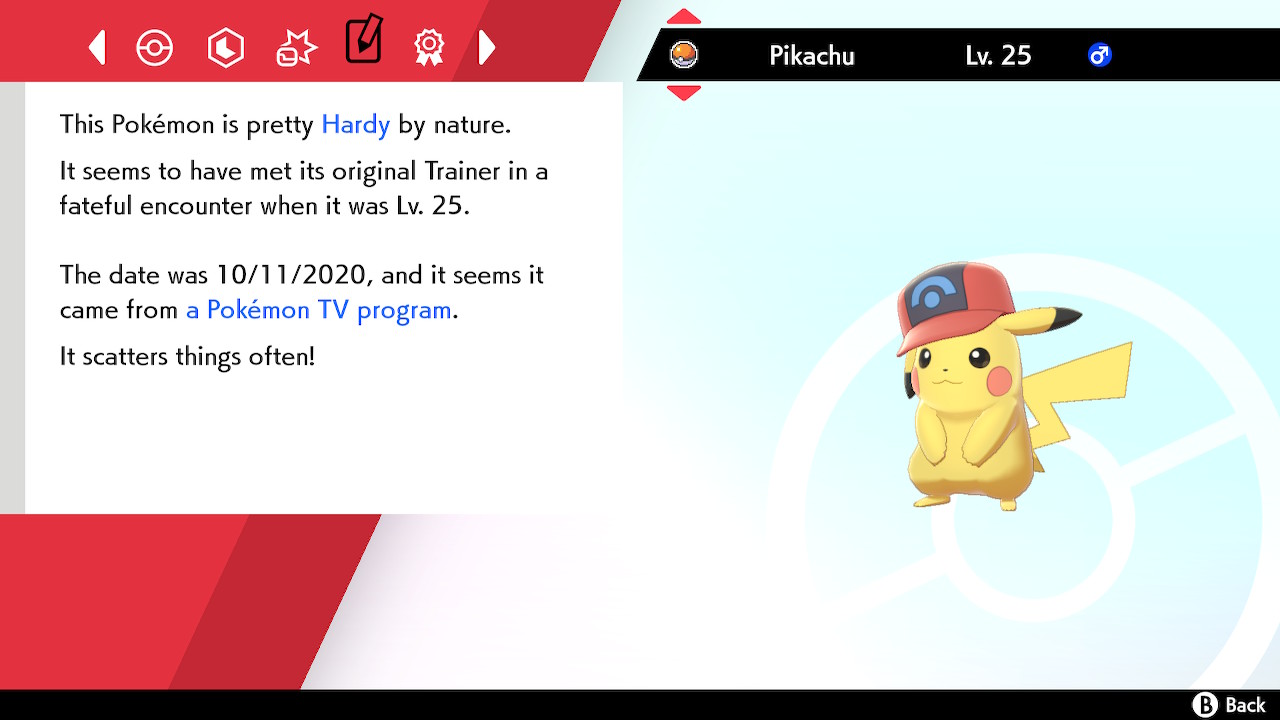 Pikachu Lv. 25 ♂
This Pokémon is pretty Hardy by nature.
It seems to have met its original Trainer in a
fateful encounter when it was Lv. 25.
The date was 10/11/2020, and it seems it
came from a Pokémon TV program.
It scatters things often!
B Back